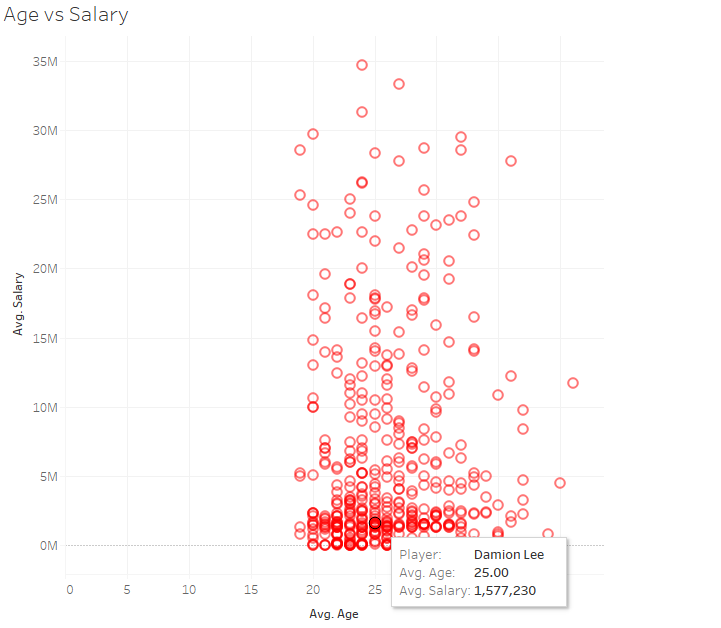 Age vs Salary
35M
30M
25M
20M
15M
10M
5M
0M
Avg. Salary
0 5 10 15 20 25
Avg. Age
Player: Damion Lee
Avg. Age: 25.00
Avg. Salary: 1,577,230